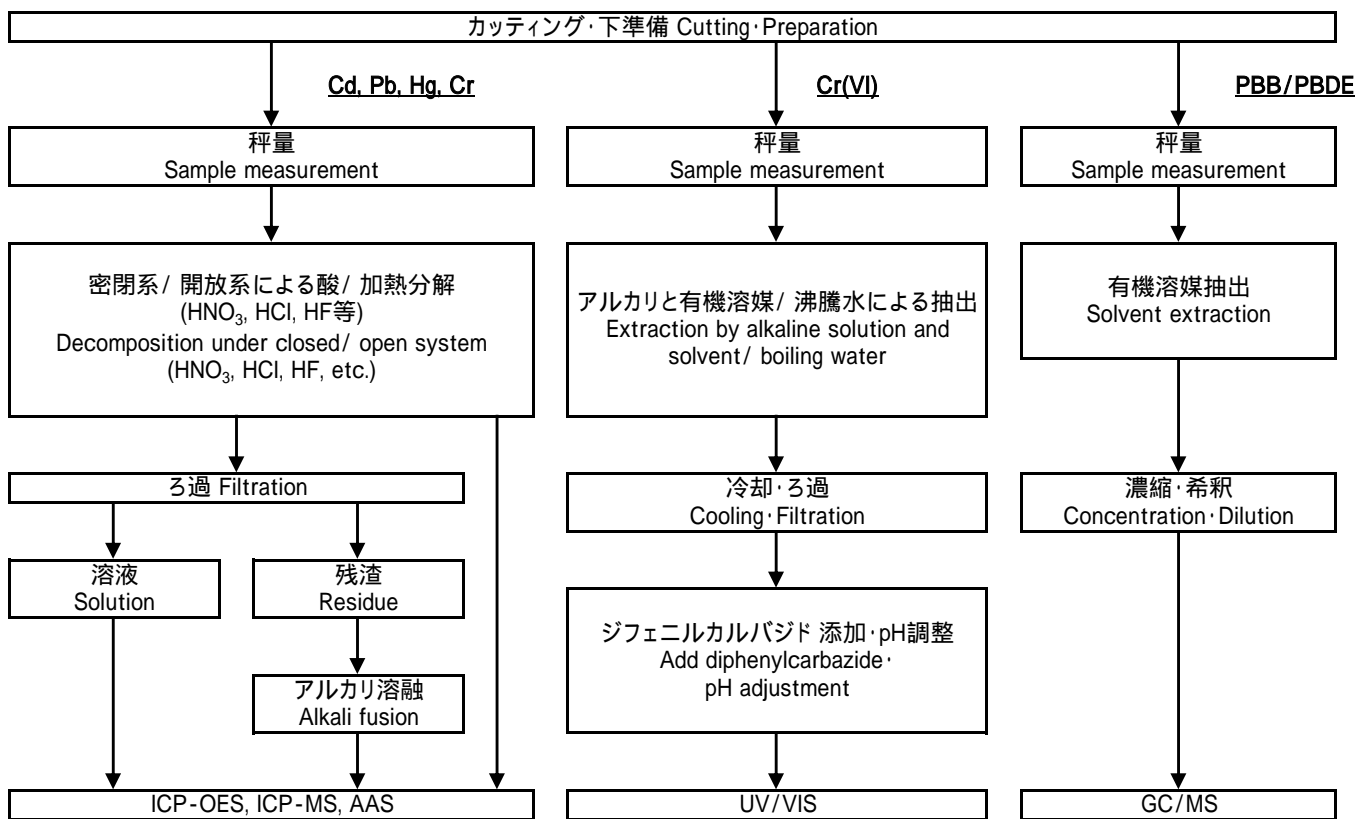 カッティング・下準備 Cutting・Preparation
Cd, Pb, Hg, Cr
Cr(VI)
PBB/PBDE
秤量
Sample measurement
秤量
Sample measurement
秤量
Sample measurement
密閉系/ 開放系による酸/ 加熱分解
(HNO₃, HCl, HF等)
Decomposition under closed/ open system
(HNO₃, HCl, HF, etc.)
アルカリと有機溶媒/ 沸騰水による抽出
Extraction by alkaline solution and
solvent/ boiling water
有機溶媒抽出
Solvent extraction
ろ過 Filtration
冷却・ろ過
Cooling・Filtration
濃縮・希釈
Concentration・Dilution
溶液
Solution
残渣
Residue
ジフェニルカルバジド 添加・pH調整
Add diphenylcarbazide・
pH adjustment
アルカリ溶融
Alkali fusion
ICP-OES, ICP-MS, AAS
UV/VIS
GC/MS